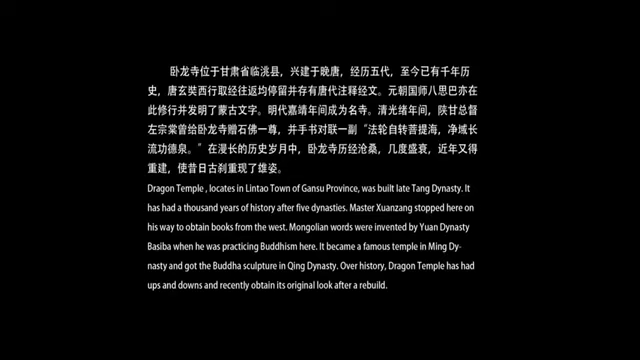 卧龙寺位于甘肃省临洮县，兴建于晚唐，经历五代，至今已有千年历
史，唐玄奘西行取经往返均停留并存有唐代注释经文。元朝国师八思巴亦在
此修行并发明了蒙古文字。明代嘉靖年间成为名寺。清光绪年间，陕甘总督
左宗棠曾给卧龙寺赠石佛一尊，并手书对联一副“法轮自转菩提海，净域长
流功德泉。”在漫长的历史岁月中，卧龙寺历经沧桑，几度盛衰，近年又得
重建，使昔日古刹重现了雄姿。
Dragon Temple , locates in Lintao Town of Gansu Province, was built late Tang Dynasty. It
has had a thousand years of history after five dynasties. Master Xuanzang stopped here on
his way to obtain books from the west. Mongolian words were invented by Yuan Dynasty
Basiba when he was practicing Buddhism here. It became a famous temple in Ming Dy-
nasty and got the Buddha sculpture in Qing Dynasty. Over history, Dragon Temple has had
ups and downs and recently obtain its original look after a rebuild.